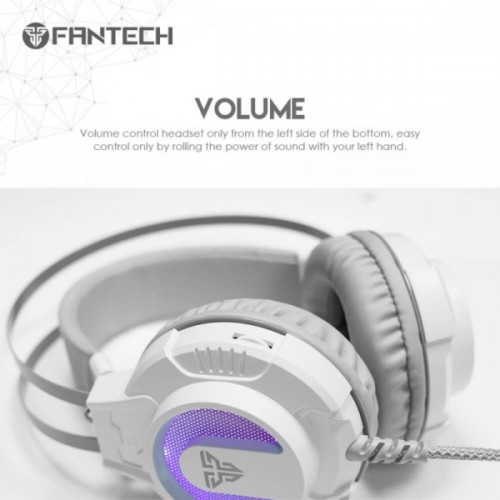 FANTECH
VOLUME
Volume control headset only from the left side of the bottom, easy
control only by rolling the power of sound with your left hand.